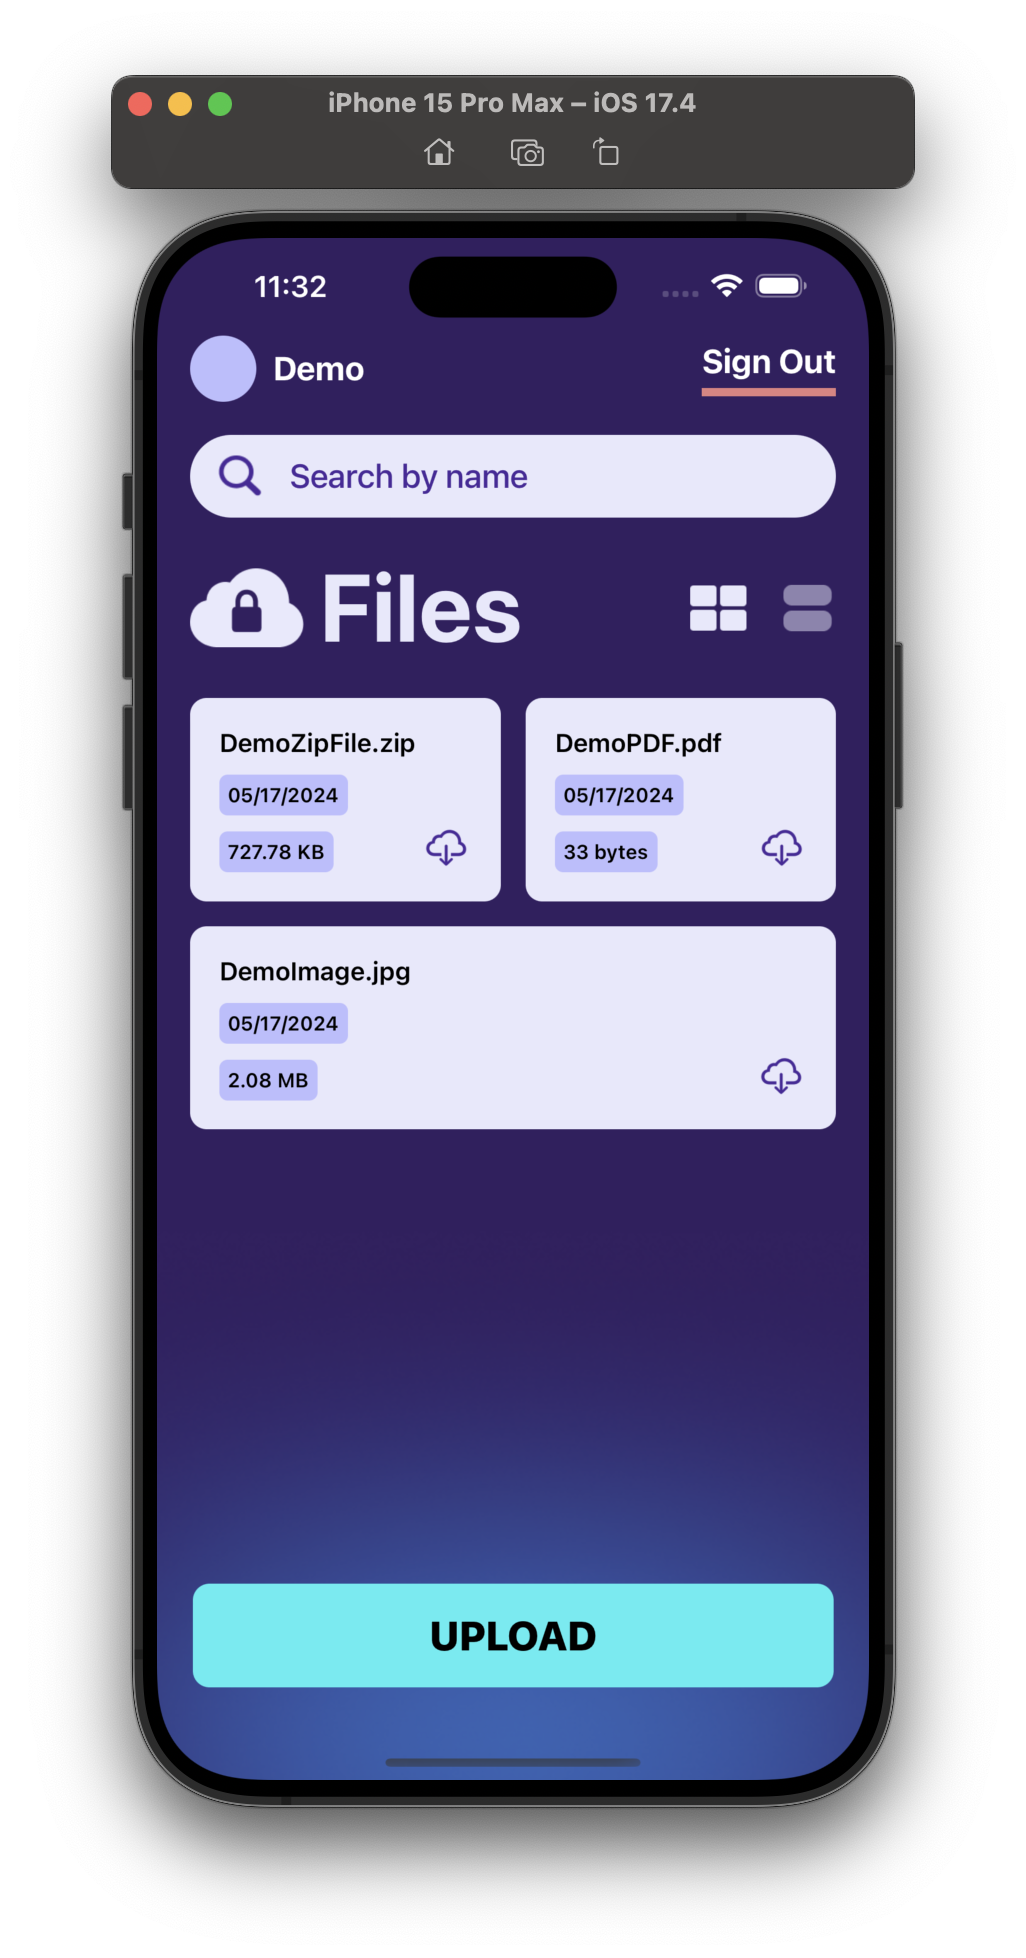 iPhone 15 Pro Max – iOS 17.4
11:32
Demo
Sign Out
Search by name
Files
DemoZipFile.zip
05/17/2024
727.78 KB
DemoPDF.pdf
05/17/2024
33 bytes
DemoImage.jpg
05/17/2024
2.08 MB
UPLOAD